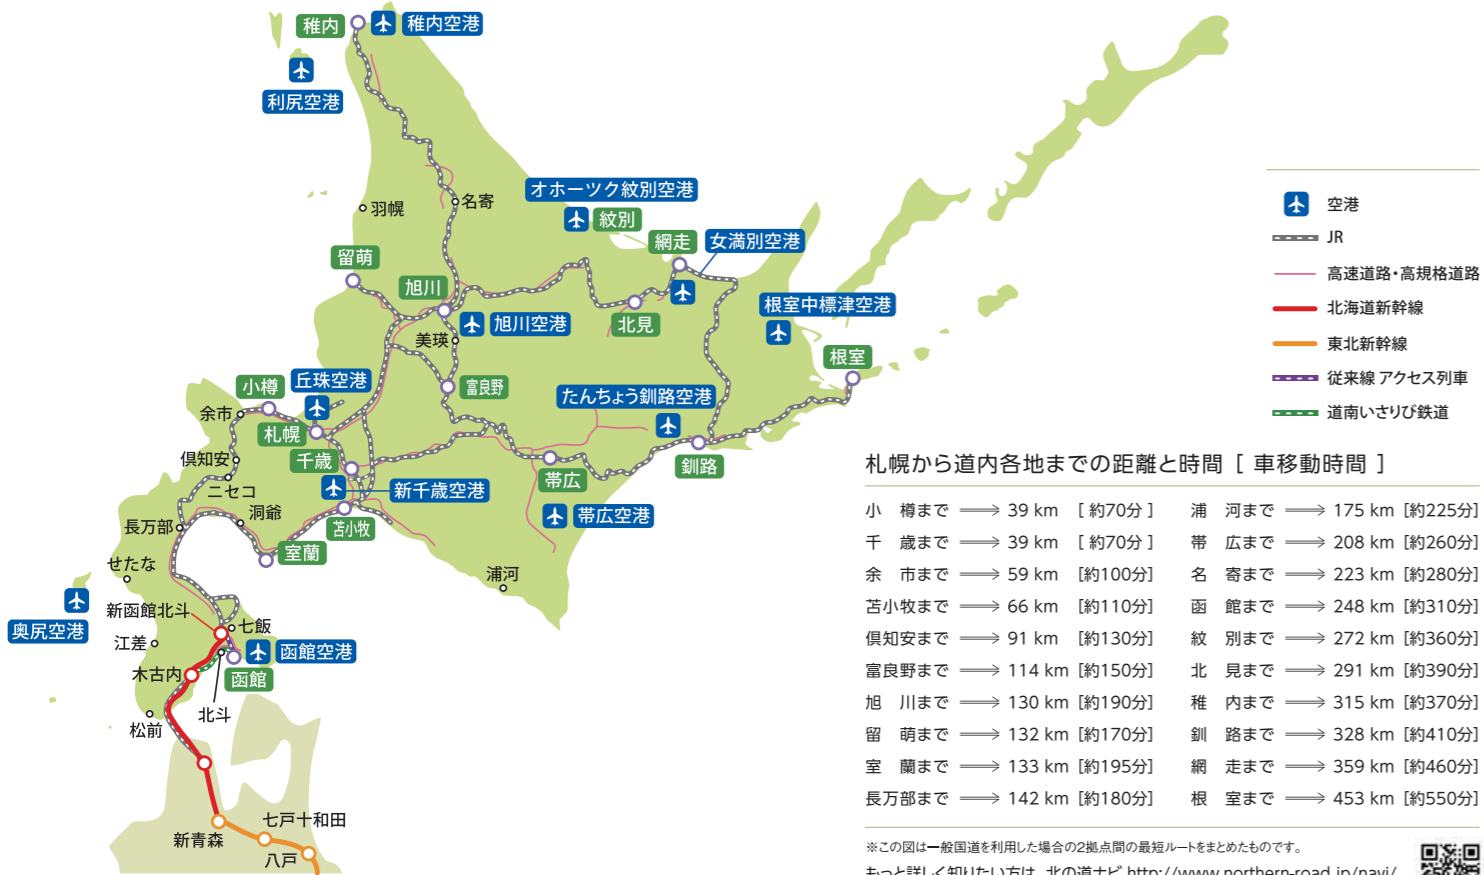 稚内
稚内空港
利尻空港
オホーツク紋別空港
羽幌
名寄
紋別
網走
女満別空港
留萌
旭川
根室中標津空港
旭川空港
北見
美瑛
根室
小樽
丘珠空港
富良野
たんちょう釧路空港
余市
札幌
倶知安
千歳
釧路
帯広
ニセコ
新千歳空港
洞爺
帯広空港
長万部
苫小牧
室蘭
せたな
浦河
新函館北斗
七飯
奥尻空港
江差
函館空港
木古内
函館
北斗
松前
七戸十和田
新青森
八戸
空港
JR
高速道路・高規格道路
北海道新幹線
東北新幹線
従来線 アクセス列車
道南いさりび鉄道
札幌から道内各地までの距離と時間 [ 車移動時間 ]
小 樽まで ⟹ 39 km [ 約70分 ]
千 歳まで ⟹ 39 km [ 約70分 ]
余 市まで ⟹ 59 km [約100分]
苫小牧まで ⟹ 66 km [約110分]
倶知安まで ⟹ 91 km [約130分]
富良野まで ⟹ 114 km [約150分]
旭 川まで ⟹ 130 km [約190分]
留 萌まで ⟹ 132 km [約170分]
室 蘭まで ⟹ 133 km [約195分]
長万部まで ⟹ 142 km [約180分]
浦 河まで ⟹ 175 km [約225分]
帯 広まで ⟹ 208 km [約260分]
名 寄まで ⟹ 223 km [約280分]
函 館まで ⟹ 248 km [約310分]
紋 別まで ⟹ 272 km [約360分]
北 見まで ⟹ 291 km [約390分]
稚 内まで ⟹ 315 km [約370分]
釧 路まで ⟹ 328 km [約410分]
網 走まで ⟹ 359 km [約460分]
根 室まで ⟹ 453 km [約550分]
※この図は一般国道を利用した場合の2拠点間の最短ルートをまとめたものです。
もっと詳しく知りたい方は、北の道ナビ http://www.northern-road.jp/navi/